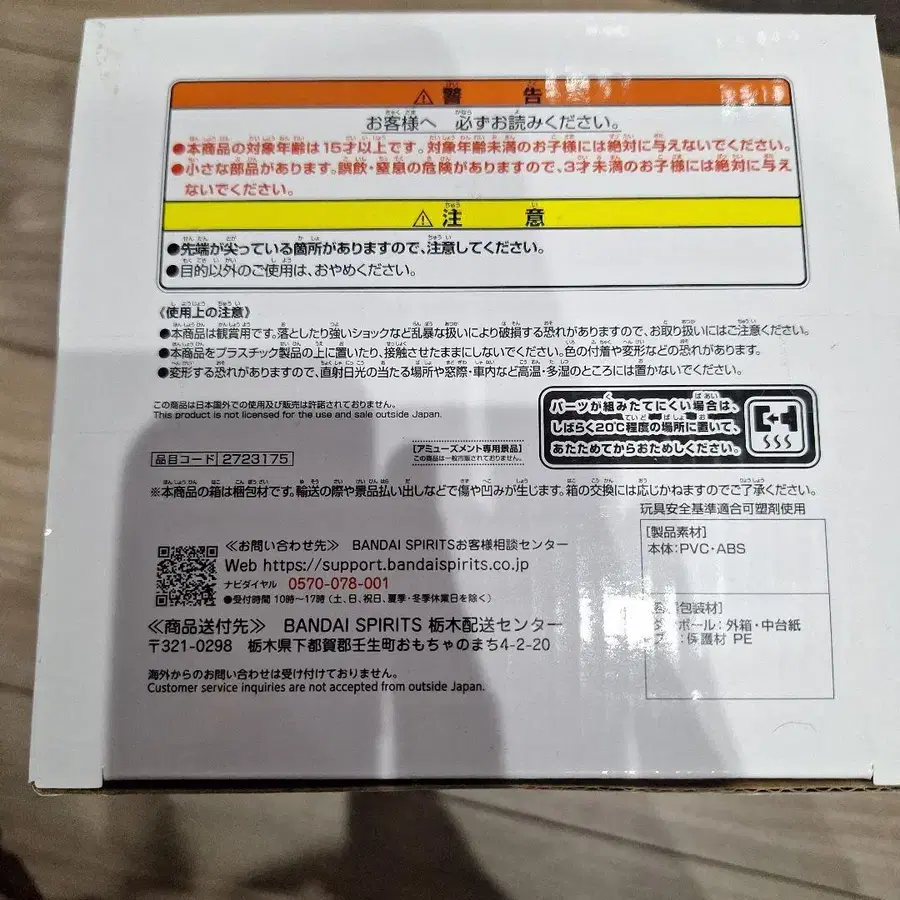 ⚠警告
お客様へ 必ずお読みください。
●本商品の対象年齢は15才以上です。対象年齢未満のお子様には絶対に与えないでください。
●小さな部品があります。誤飲・窒息の危険がありますので、3才未満のお子様には絶対に与え
ないでください。
⚠注意
●先端が尖っている箇所がありますので、注意してください。
●目的以外のご使用は、おやめください。
《使用上の注意》
●本商品は観賞用です。落としたり強いショックなど乱暴な扱いにより破損する恐れがありますので、お取り扱いにはご注意ください。
●本商品をプラスチック製品の上に置いたり、接触させたままにしないでください。色の付着や変形などの恐れがあります。
●変形する恐れがありますので、直射日光の当たる場所や窓際・車内など高温・多湿のところには置かないでください。
この商品は日本国外での使用及び販売は許諾されておりません。
This product is not licensed for the use and sale outside Japan.
パーツが組みたてにくい場合は、
しばらく20℃程度の場所に置いて、
あたためてからおためしください。
品目コード 2723175
[アミューズメント専用景品]
この商品は一般市販されておりません。
※本商品の箱は梱包材です。輸送の際や景品払い出しなどで傷や凹みが生じます。箱の交換には応じかねますのでご了承ください。
玩具安全基準適合可塑剤使用
[製品素材]
本体:PVC・ABS
≪お問い合わせ先≫ BANDAI SPIRITSお客様相談センター
Web https://support.bandaispirits.co.jp
ナビダイヤル 0570-078-001
●受付時間 10時〜17時(土、日、祝日、夏季・冬季休業日を除く)
≪商品送付先≫ BANDAI SPIRITS 栃木配送センター
〒321-0298 栃木県下都賀郡壬生町おもちゃのまち4-2-20
包装材]
ボール:外箱・中台紙
:保護材 PE
海外からのお問い合わせは受け付けておりません。
Customer service inquiries are not accepted from outside Japan.